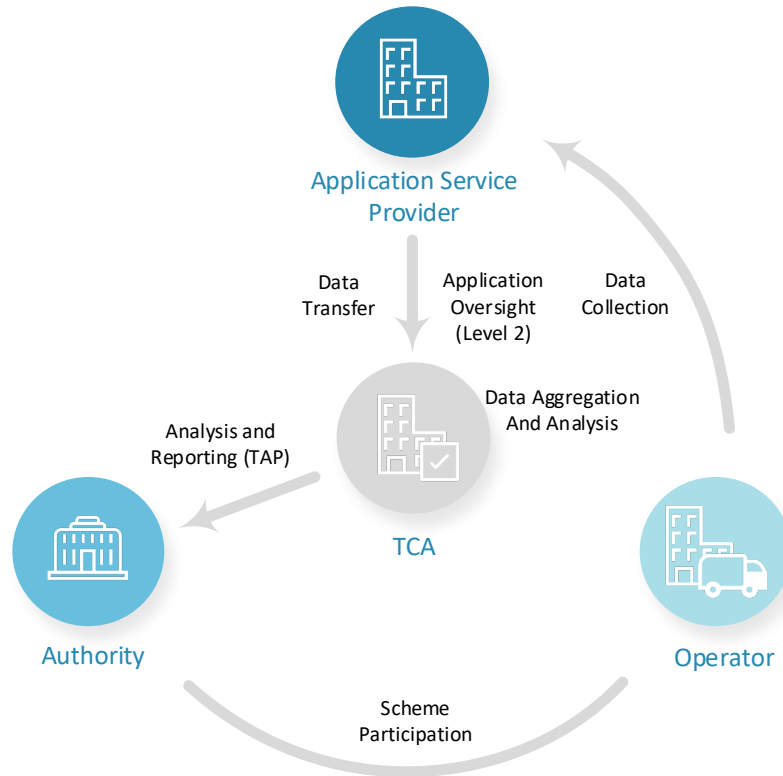 Application Service
Provider
Data
Transfer
Application
Oversight
(Level 2)
Data
Collection
Data Aggregation
And Analysis
Analysis and
Reporting (TAP)
TCA
Authority
Operator
Scheme
Participation